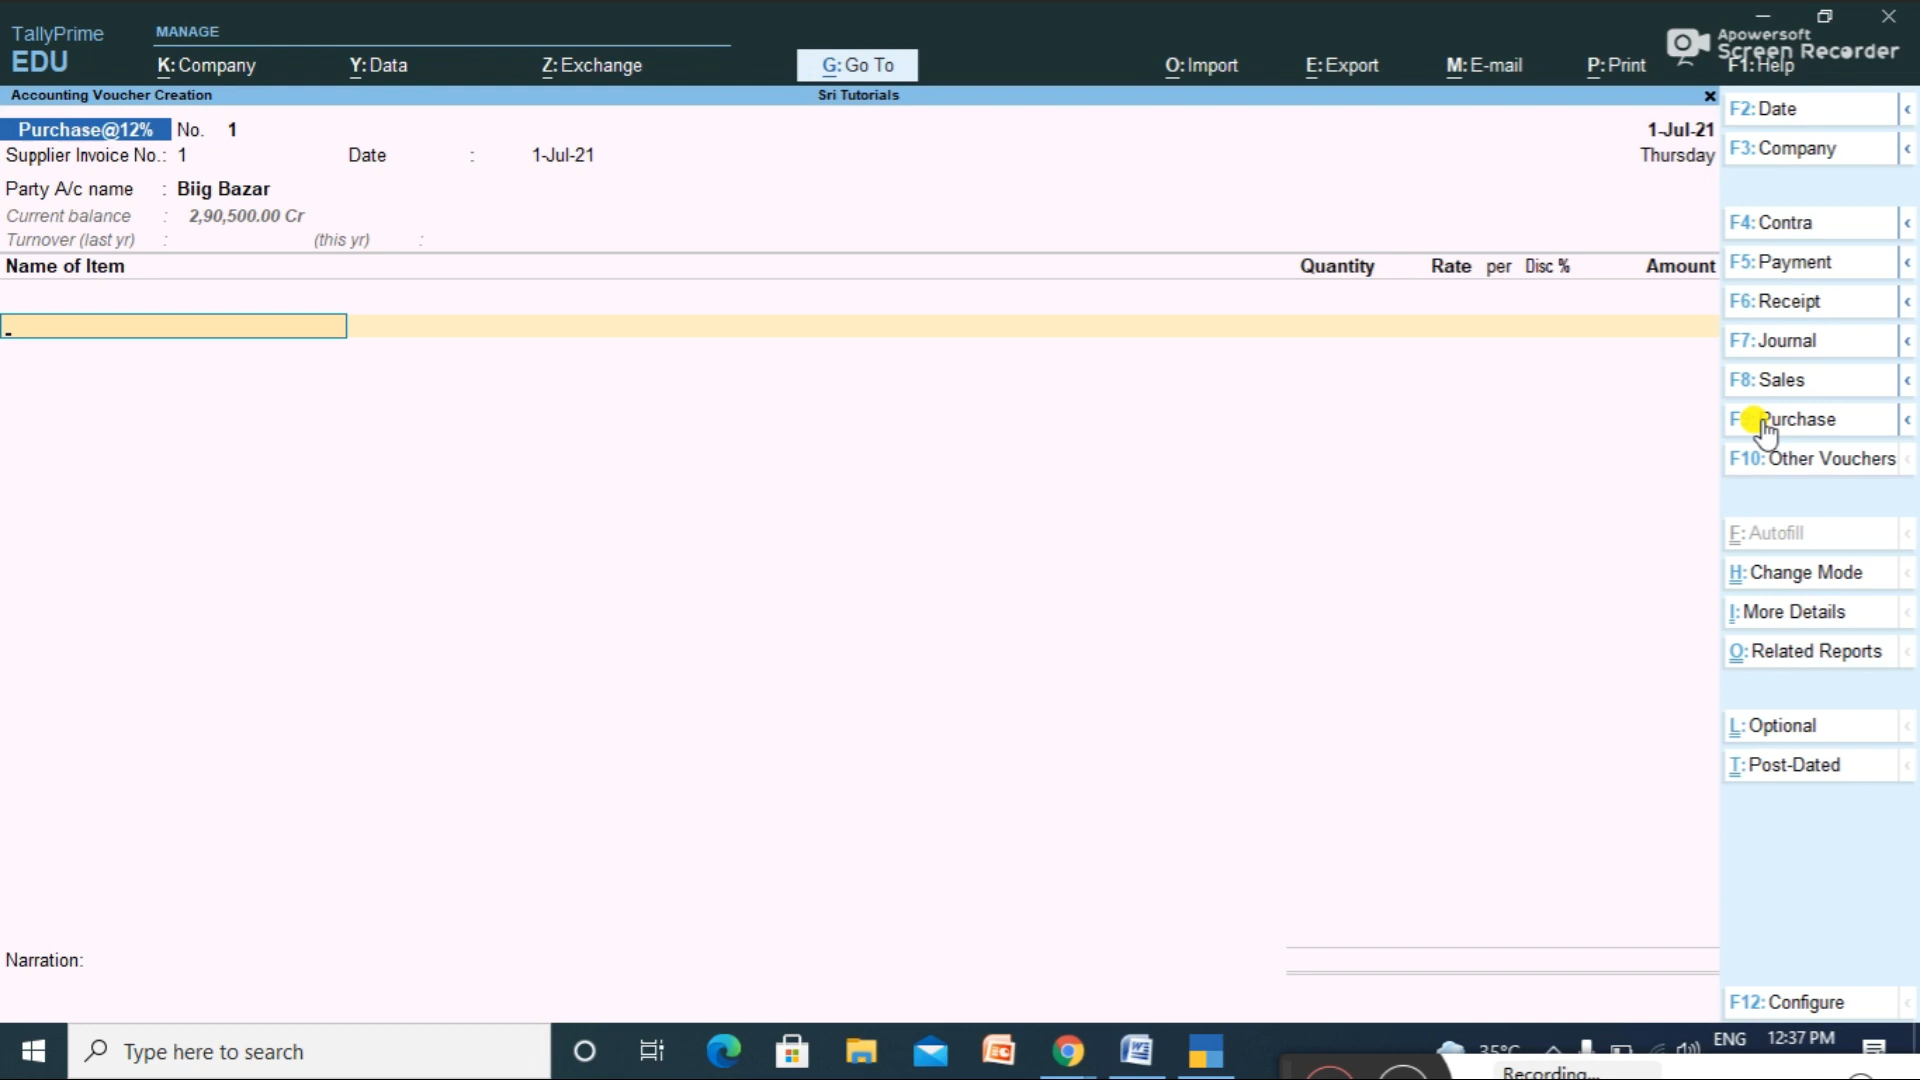 TallyPrime
EDU
MANAGE
K: Company
Y: Data
Z: Exchange
G: Go To
O: Import
E: Export
M: E-mail
P: Print
F1: Help
Apowersoft
Screen Recorder
Accounting Voucher Creation
Sri Tutorials
Purchase@12% No. 1
1-Jul-21
Supplier Invoice No.: 1
Date : 1-Jul-21
Thursday
Party A/c name : Biig Bazar
Current balance : 2,90,500.00 Cr
Turnover (last yr) : (this yr) :
Name of Item
Quantity
Rate per Disc %
Amount
Narration:
F2: Date
F3: Company
F4: Contra
F5: Payment
F6: Receipt
F7: Journal
F8: Sales
F Purchase
F10: Other Vouchers
F: Autofill
H: Change Mode
I: More Details
O: Related Reports
L: Optional
T: Post-Dated
F12: Configure
Type here to search
35°C
ENG
12:37 PM
Recording...